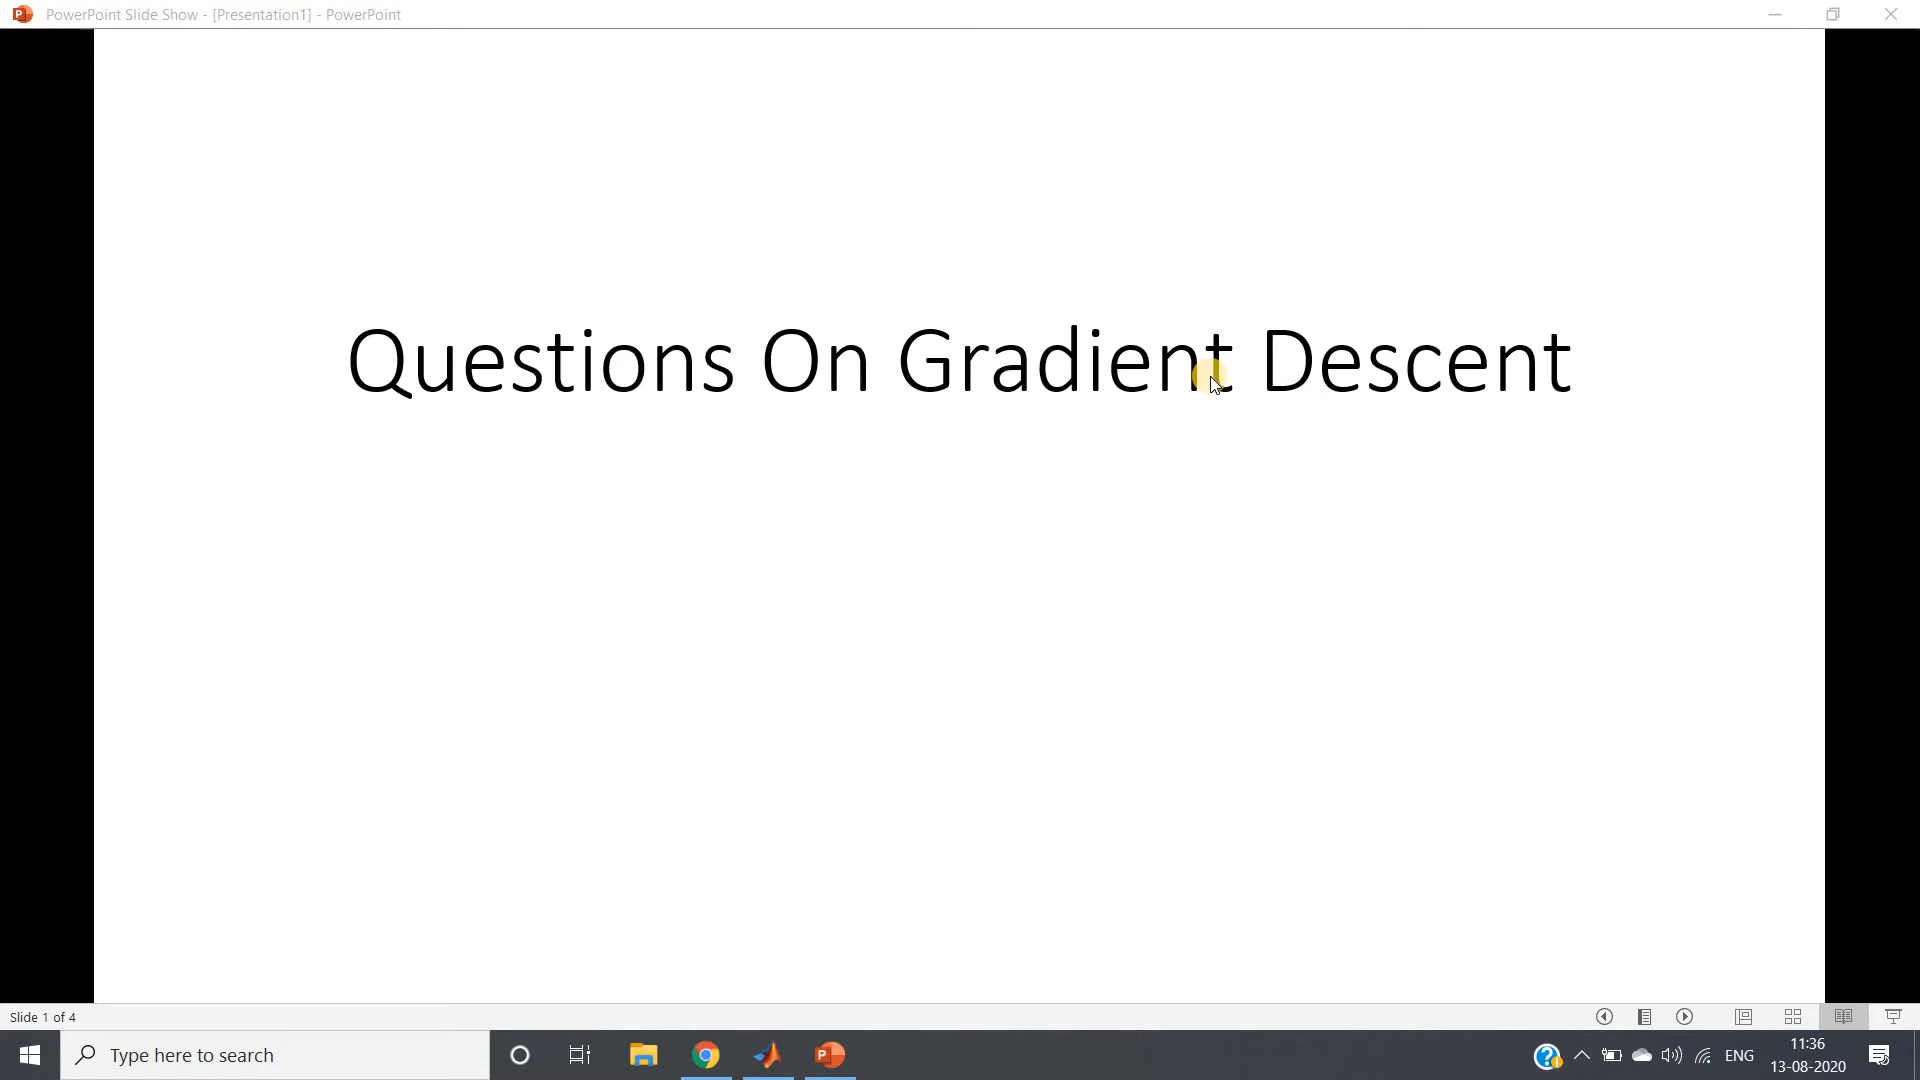 PowerPoint Slide Show - [Presentation1] - PowerPoint
Questions On Gradient Descent
Slide 1 of 4
Type here to search
ENG
11:36
13-08-2020